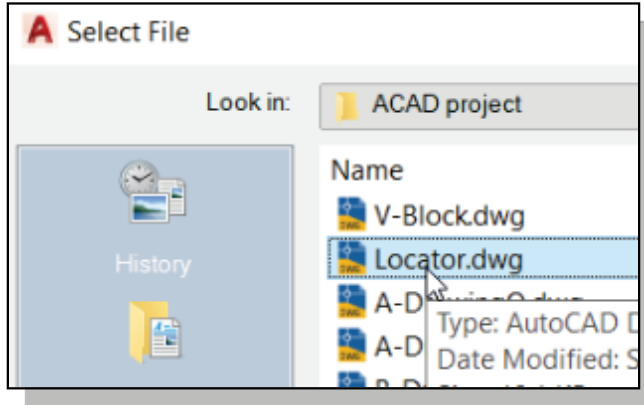 Select File
Look in: ACAD project
Name
V-Block.dwg
History
Locator.dwg
A-D
Type: AutoCAD D
A-D
Date Modified: S